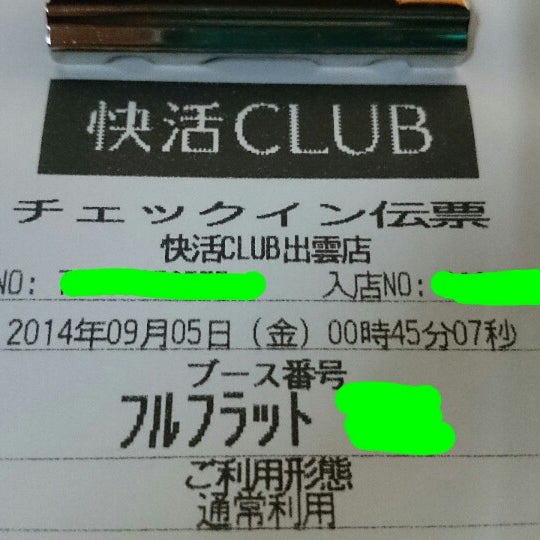 快活CLUB
チェックイン伝票
快活CLUB出雲店
NO: 入店NO:
2014年09月05日（金）00時45分07秒
ブース番号
フルフラット
ご利用形態
通常利用